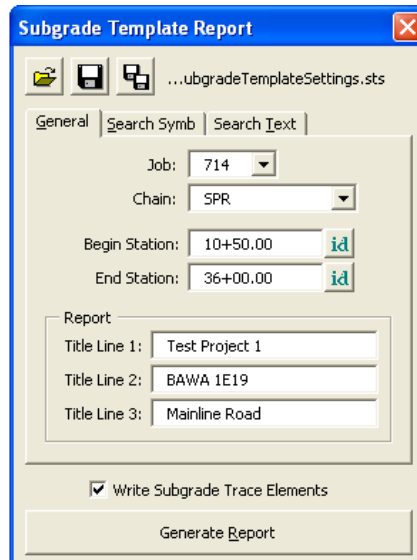 Subgrade Template Report
...ubgradeTemplateSettings.sts
General Search Symb Search Text
Job: 714
Chain: SPR
Begin Station: 10+50.00 id
End Station: 36+00.00 id
Report
Title Line 1: Test Project 1
Title Line 2: BAWA 1E19
Title Line 3: Mainline Road
Write Subgrade Trace Elements
Generate Report